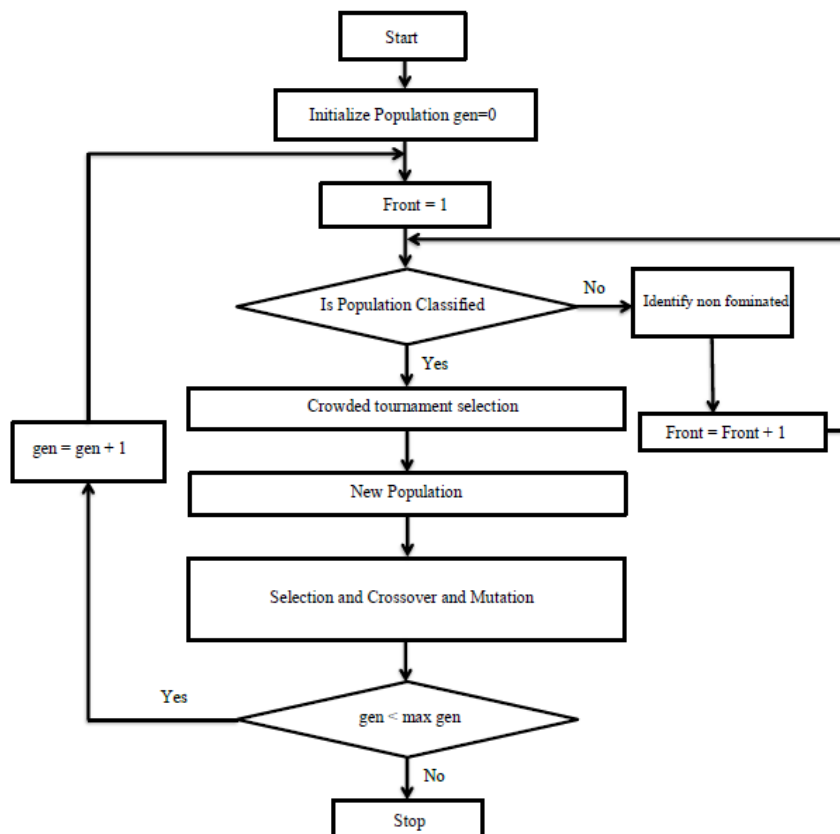 Start
Initialize Population gen=0
Front = 1
Is Population Classified
No
Identify non fominated
Yes
Crowded tournament selection
Front = Front + 1
gen = gen + 1
New Population
Selection and Crossover and Mutation
Yes
gen < max gen
No
Stop